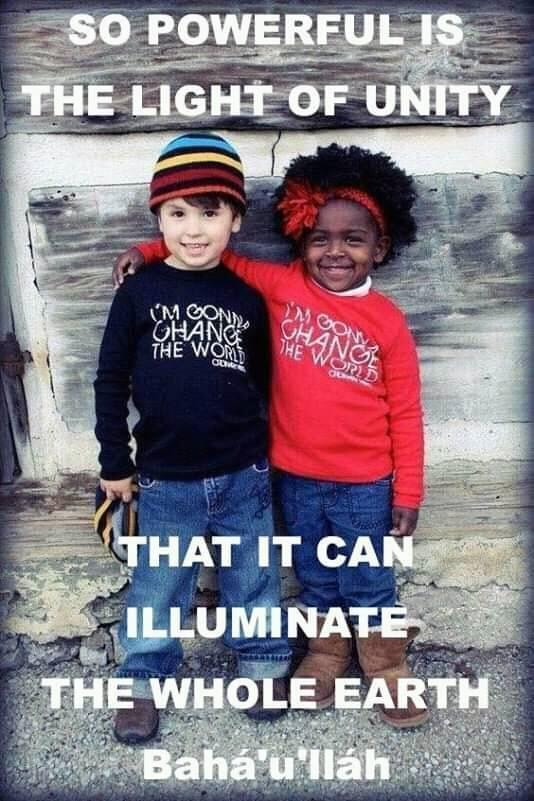 SO POWERFUL IS
THE LIGHT OF UNITY
I'M GONNA
CHANGE
THE WORLD
I'M GONNA
CHANGE
THE WORLD
THAT IT CAN
ILLUMINATE
THE WHOLE EARTH
Bahá'u'lláh